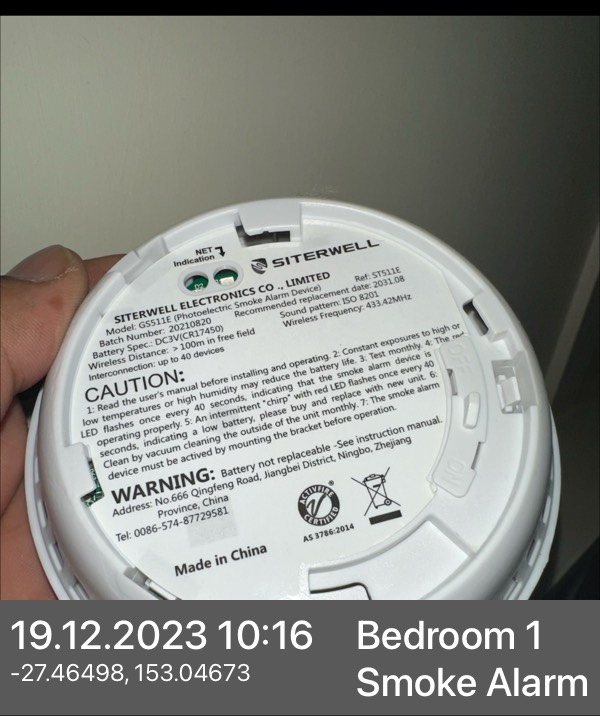 NET
Indication
SITERWELL
SITERWELL ELECTRONICS CO ., LIMITED
Model: GS511E (Photoelectric Smoke Alarm Device) Ref: ST511E
Batch Number: 20210820 Recommended replacement date: 2031.08
Battery Spec.: DC3V(CR17450) Sound pattern: ISO 8201
Wireless Distance: > 100m in free field Wireless Frequency: 433.42MHz
Interconnection: up to 40 devices
CAUTION:
1: Read the user's manual before installing and operating. 2: Constant exposures to high or
low temperatures or high humidity may reduce the battery life. 3: Test monthly. 4: The red
LED flashes once every 40 seconds, indicating that the smoke alarm device is
operating properly. 5: An intermittent "chirp" with red LED flashes once every 40
seconds, indicating a low battery, please buy and replace with new unit. 6:
Clean by vacuum cleaning the outside of the unit monthly. 7: The smoke alarm
device must be actived by mounting the bracket before operation.
WARNING: Battery not replaceable -See instruction manual.
Address: No.666 Qingfeng Road, Jiangbei District, Ningbo, Zhejiang
Province, China
Tel: 0086-574-87729581
ACTIVFIRE
CERTIFIED
AS 3786:2014
Made in China
OFF
ON
19.12.2023 10:16
-27.46498, 153.04673
Bedroom 1
Smoke Alarm